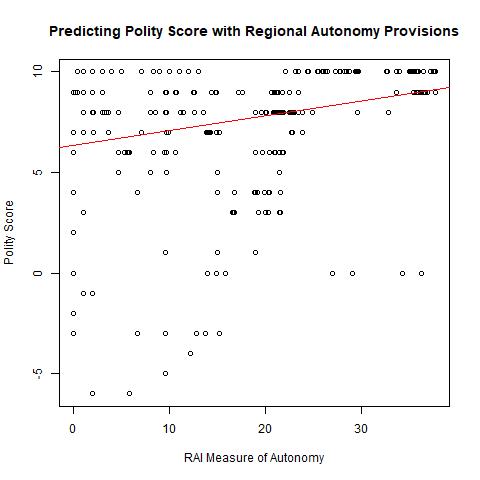 Predicting Polity Score with Regional Autonomy Provisions
Polity Score
10
5
0
-5
0 10 20 30
RAI Measure of Autonomy